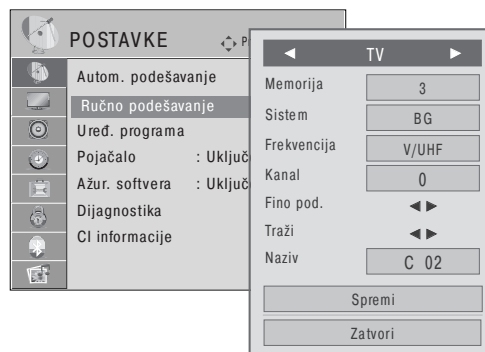 POSTAVKE
Autom. podešavanje
Ručno podešavanje
Uređ. programa
Pojačalo : Uključ
Ažur. softvera : Uključ
Dijagnostika
CI informacije
◄ TV ►
Memorija 3
Sistem BG
Frekvencija V/UHF
Kanal 0
Fino pod. ◄►
Traži ◄►
Naziv C 02
Spremi
Zatvori